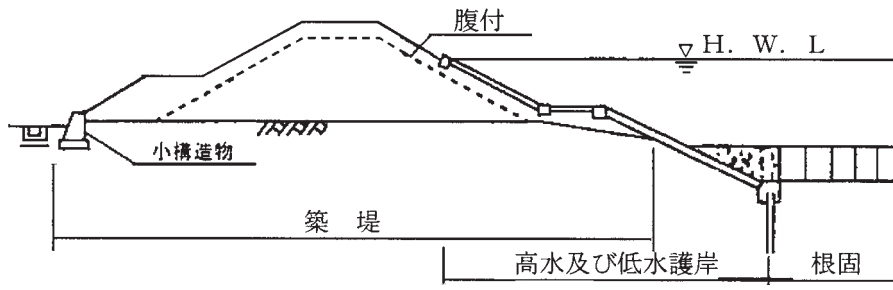 腹付
H. W. L
小構造物
築 堤
高水及び低水護岸
根固